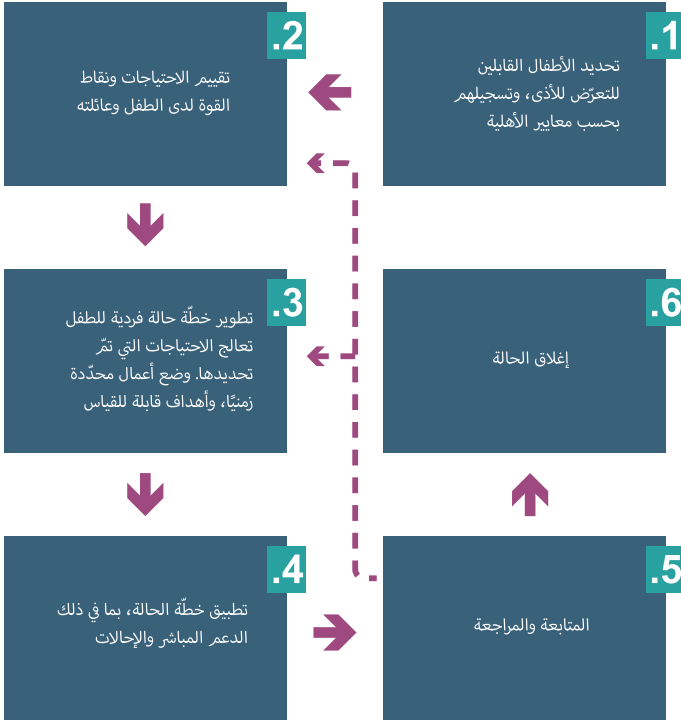 1.
تحديد الأطفال القابلين
للتعرّض للأذى، وتسجيلهم
بحسب معايير الأهلية
2.
تقييم الاحتياجات ونقاط
القوة لدى الطفل وعائلته
3.
تطوير خطّة حالة فردية للطفل
تعالج الاحتياجات التي تمّ
تحديدها. وضع أعمال محدّدة
زمنيًا، وأهداف قابلة للقياس
4.
تطبيق خطّة الحالة، بما في ذلك
الدعم المباشر والإحالات
5.
المتابعة والمراجعة
6.
إغلاق الحالة